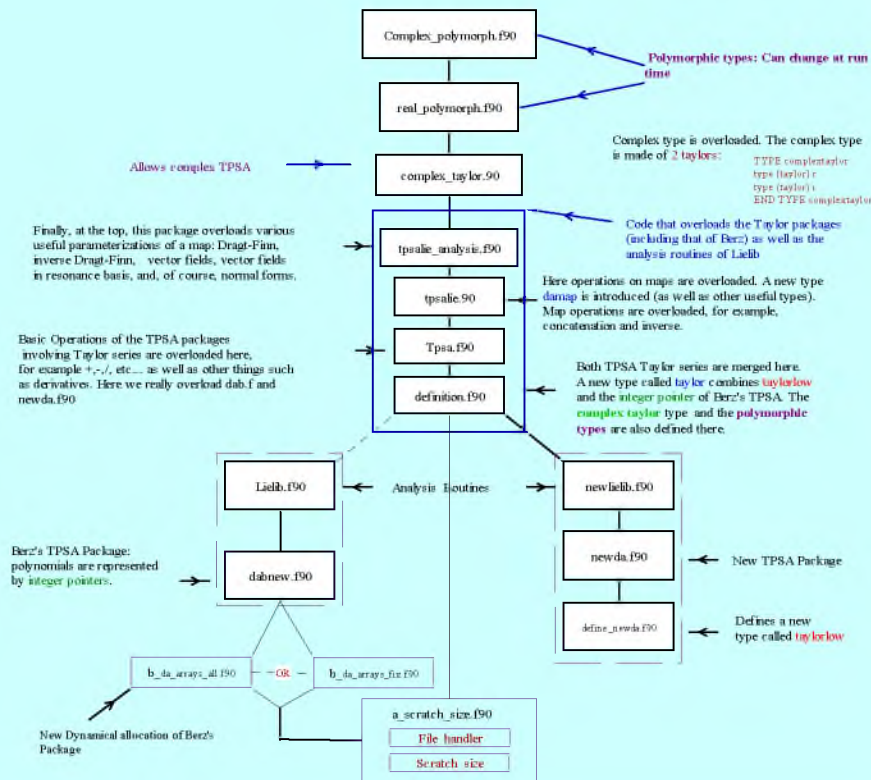 Complex_polymorph.f90
Polymorphic types: Can change at run
time
real_polymorph.f90
Complex type is overloaded. The complex type
is made of 2 taylors:
TYPE complextaylor
type (taylor) r
type (taylor) i
END TYPE complextaylor
Allows complex TPSA
complex_taylor.90
Finally, at the top, this package overloads various
useful parameterizations of a map: Dragt-Finn,
inverse Dragt-Finn, vector fields, vector fields
in resonance basis, and, of course, normal forms.
tpsalie_analysis.f90
Code that overloads the Taylor packages
(including that of Berz) as well as the
analysis routines of Lielib
tpsalie.90
Here operations on maps are overloaded. A new type
damap is introduced (as well as other useful types).
Map operations are overloaded, for example,
concatenation and inverse.
Basic Operations of the TPSA packages
involving Taylor series are overloaded here,
for example +,-,/, etc.... as well as other things such
as derivatives. Here we really overload dab.f and
newda.f90
Tpsa.f90
definition.f90
Both TPSA Taylor series are merged here.
A new type called taylor combines taylorlow
and the integer pointer of Berz's TPSA. The
complex taylor type and the polymorphic
types are also defined there.
Lielib.f90
Analysis Routines
newlielib.f90
Berz's TPSA Package:
polynomials are represented
by integer pointers.
dabnew.f90
newda.f90
New TPSA Package
define_newda.f90
Defines a new
type called taylorlow
b_da_arrays_all.f90
OR
b_da_arrays_fix.f90
New Dynamical allocation of Berz's
Package
a_scratch_size.f90
File handler
Scratch size